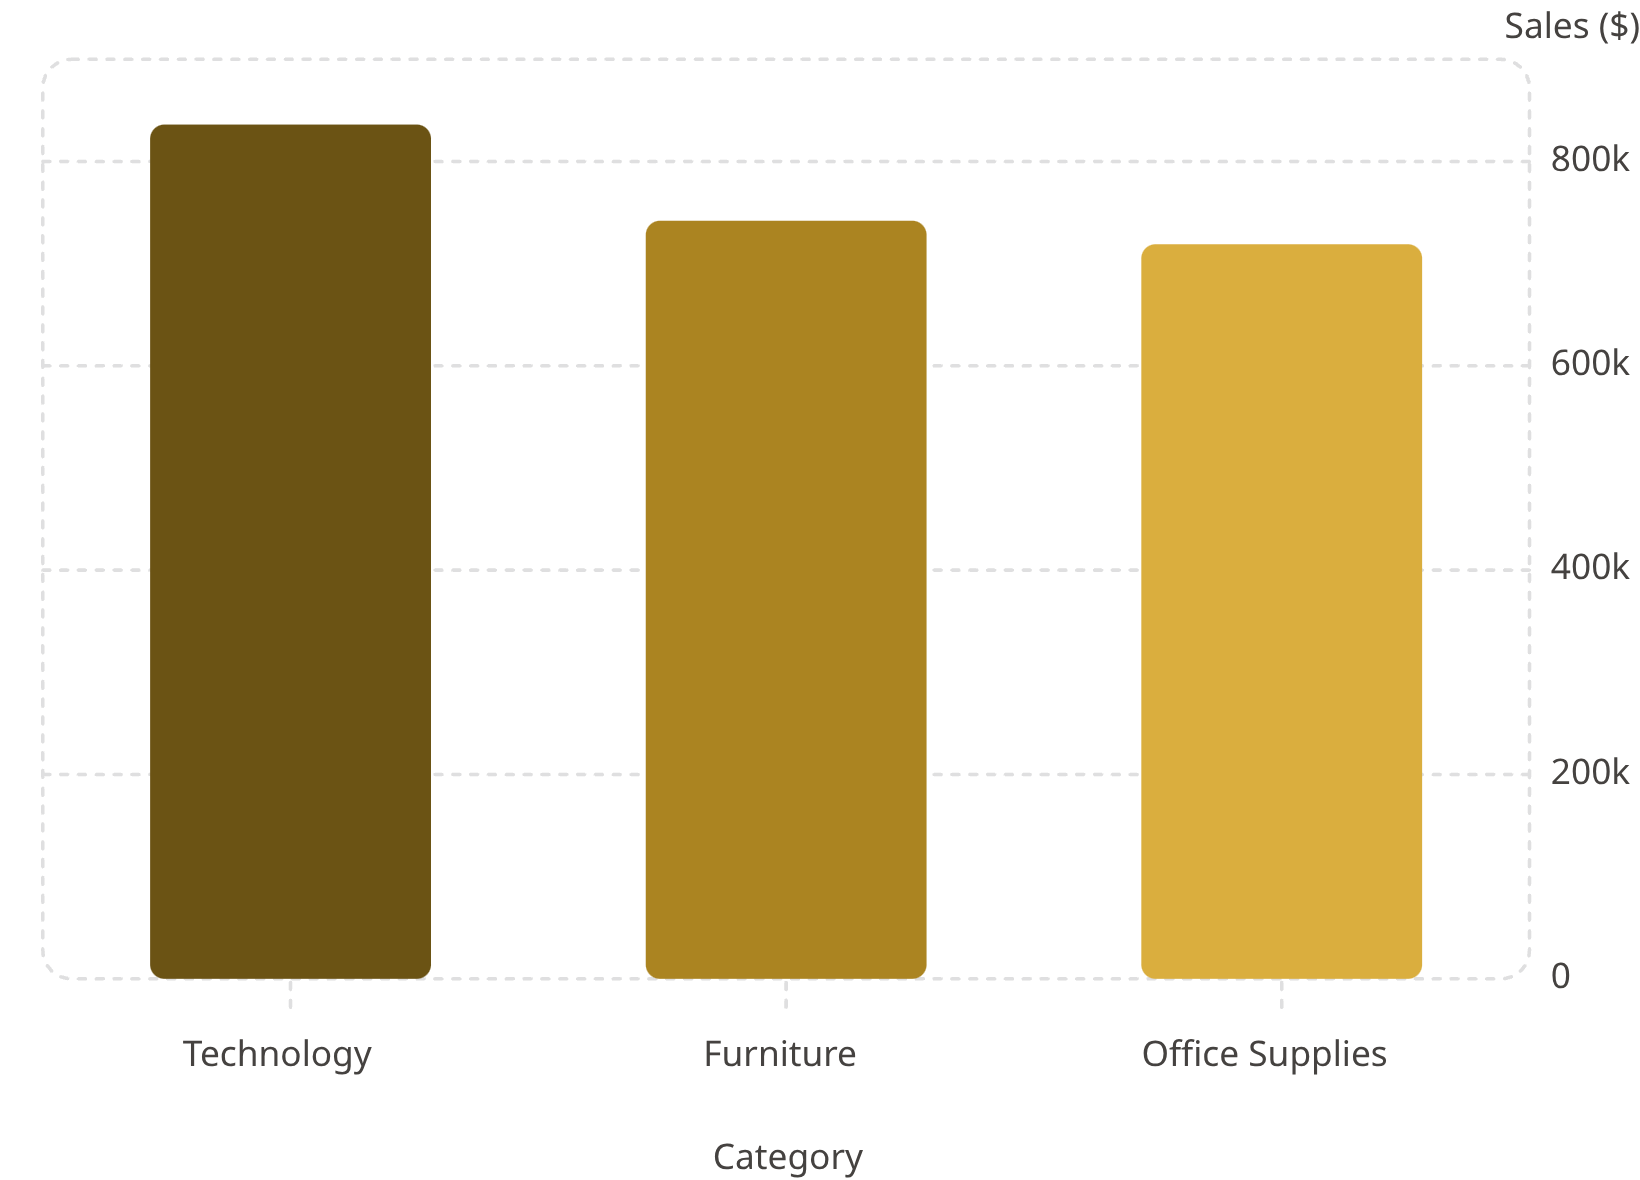 Sales ($)
800k
600k
400k
200k
0
Technology
Furniture
Office Supplies
Category